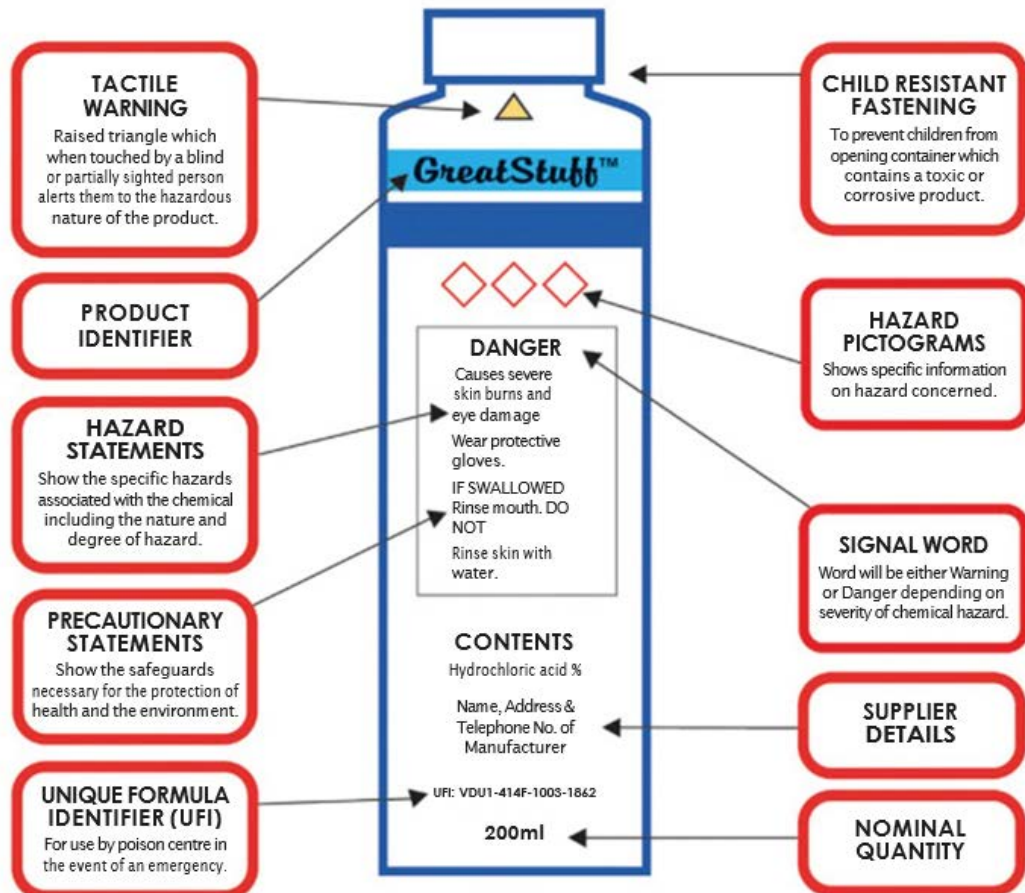 TACTILE
WARNING
Raised triangle which
when touched by a blind
or partially sighted person
alerts them to the hazardous
nature of the product.
PRODUCT
IDENTIFIER
HAZARD
STATEMENTS
Show the specific hazards
associated with the chemical
including the nature and
degree of hazard.
PRECAUTIONARY
STATEMENTS
Show the safeguards
necessary for the protection of
health and the environment.
UNIQUE FORMULA
IDENTIFIER (UFI)
For use by poison centre in
the event of an emergency.
GreatStuff™
DANGER
Causes severe
skin burns and
eye damage
Wear protective
gloves.
IF SWALLOWED
Rinse mouth. DO
NOT
Rinse skin with
water.
CONTENTS
Hydrochloric acid %
Name, Address &
Telephone No. of
Manufacturer
UFI: VDU1-414F-1003-1862
200ml
CHILD RESISTANT
FASTENING
To prevent children from
opening container which
contains a toxic or
corrosive product.
HAZARD
PICTOGRAMS
Shows specific information
on hazard concerned.
SIGNAL WORD
Word will be either Warning
or Danger depending on
severity of chemical hazard.
SUPPLIER
DETAILS
NOMINAL
QUANTITY